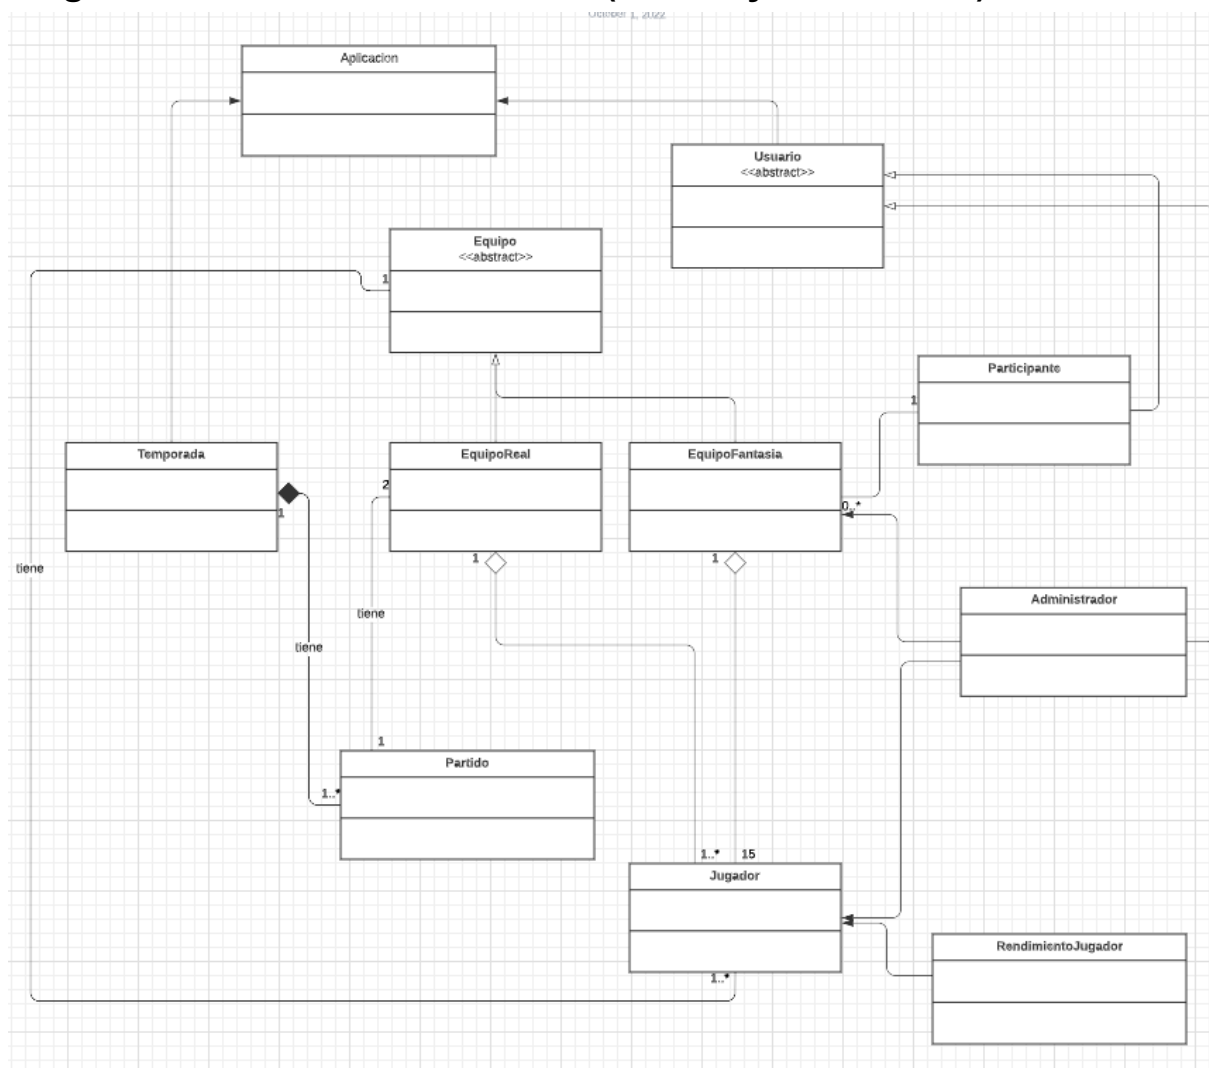 October 1, 2022
Aplicacion
Usuario
<<abstract>>
Equipo
<<abstract>>
1
Participante
1
Temporada
EquipoReal
EquipoFantasia
2
0..*
1
1
1
tiene
Administrador
tiene
tiene
1
Partido
1..*
1..*
15
Jugador
RendimientoJugador
1..*